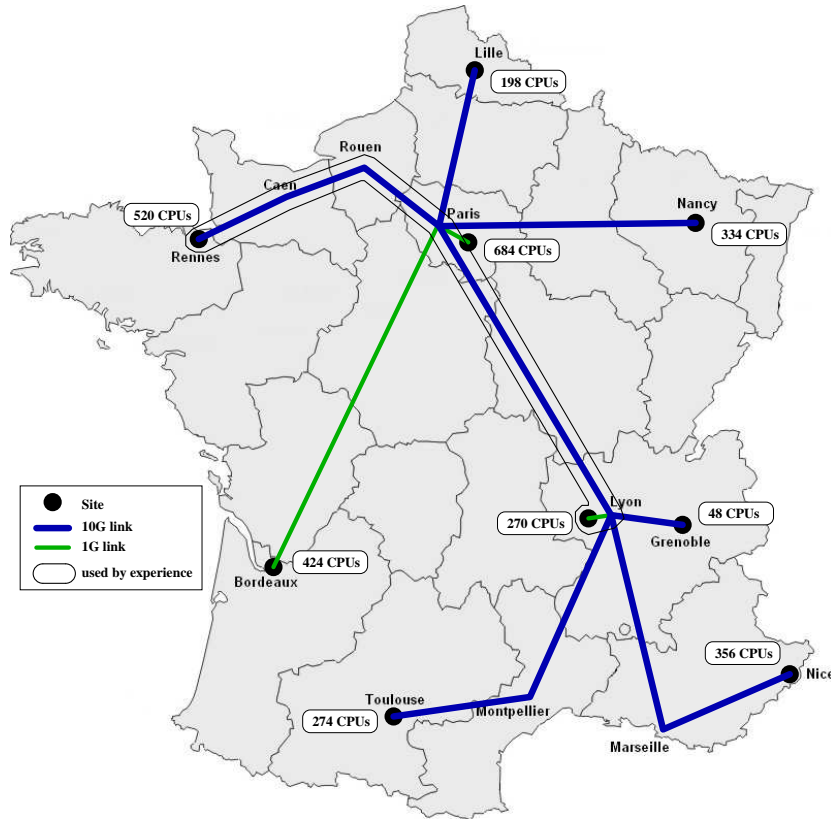 Lille
198 CPUs
Rouen
Caen
520 CPUs
Rennes
Paris
684 CPUs
Nancy
334 CPUs
Site
10G link
1G link
used by experience
Lyon
270 CPUs
48 CPUs
Grenoble
424 CPUs
Bordeaux
356 CPUs
Nice
Toulouse
274 CPUs
Montpellier
Marseille